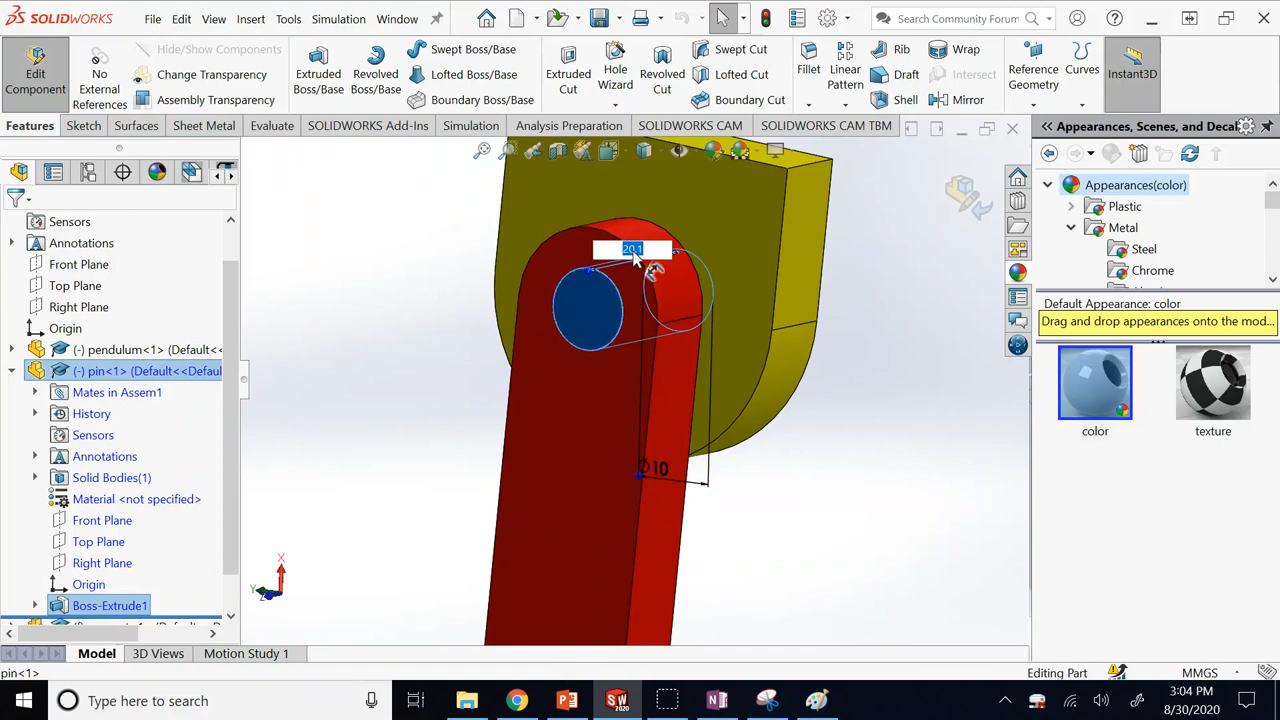 SOLIDWORKS File Edit View Insert Tools Simulation Window Search Community Forum
Edit Component
No External References
Hide/Show Components
Change Transparency
Assembly Transparency
Extruded Boss/Base
Revolved Boss/Base
Swept Boss/Base
Lofted Boss/Base
Boundary Boss/Base
Extruded Cut
Hole Wizard
Revolved Cut
Swept Cut
Lofted Cut
Boundary Cut
Fillet
Linear Pattern
Rib
Draft
Shell
Wrap
Intersect
Mirror
Reference Geometry
Curves
Instant3D
Features Sketch Surfaces Sheet Metal Evaluate SOLIDWORKS Add-Ins Simulation Analysis Preparation SOLIDWORKS CAM SOLIDWORKS CAM TBM
Sensors
Annotations
Front Plane
Top Plane
Right Plane
Origin
(-) pendulum<1> (Default<
(-) pin<1> (Default<<Defaul
Mates in Assem1
History
Sensors
Annotations
Solid Bodies(1)
Material <not specified>
Front Plane
Top Plane
Right Plane
Origin
Boss-Extrude1
20.1
Ø10
X
Y
Z
Appearances, Scenes, and Decal
Appearances(color)
Plastic
Metal
Steel
Chrome
Default Appearance: color
Drag and drop appearances onto the mod...
color
texture
Model 3D Views Motion Study 1
pin<1>
Editing Part
MMGS
Type here to search
3:04 PM
8/30/2020